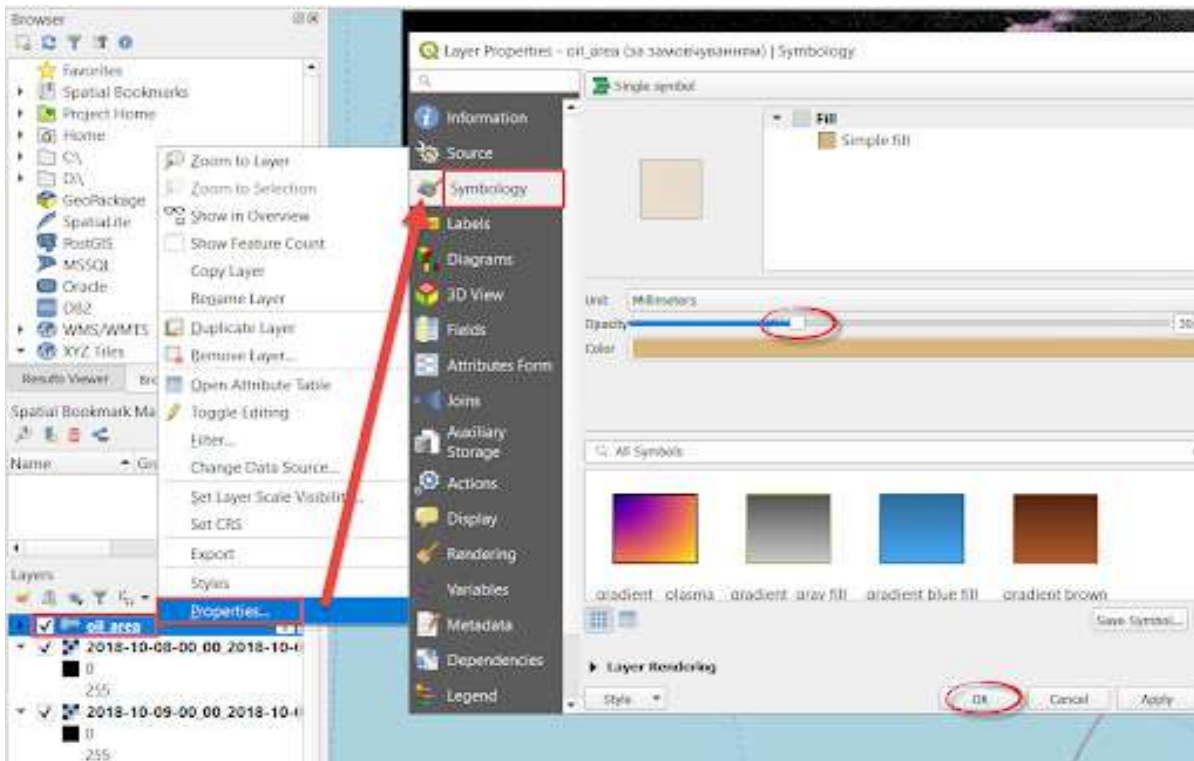 Browser
Favorites
Spatial Bookmarks
Project Home
Home
C:\
D:\
GeoPackage
SpatiaLite
PostGIS
MSSQL
Oracle
DB2
WMS/WMTS
XYZ Tiles
Results Viewer
Spatial Bookmark Ma
Name
Layers
oil_area
2018-10-08-00_00_2018-10-
0
255
2018-10-09-00_00_2018-10-
0
255
Zoom to Layer
Zoom to Selection
Show in Overview
Show Feature Count
Copy Layer
Rename Layer
Duplicate Layer
Remove Layer...
Open Attribute Table
Toggle Editing
Filter...
Change Data Source...
Set Layer Scale Visibility...
Set CRS
Export
Styles
Properties...
Layer Properties - oil_area (за замовчуванням) | Symbology
Information
Source
Symbology
Labels
Diagrams
3D View
Fields
Attributes Form
Joins
Auxiliary
Storage
Actions
Display
Rendering
Variables
Metadata
Dependencies
Legend
Single symbol
Fill
Simple fill
Unit Millimeters
Opacity
Color
All Symbols
gradient plasma gradient gray fill gradient blue fill gradient brown
Save Symbol...
Layer Rendering
Style OK Cancel Apply